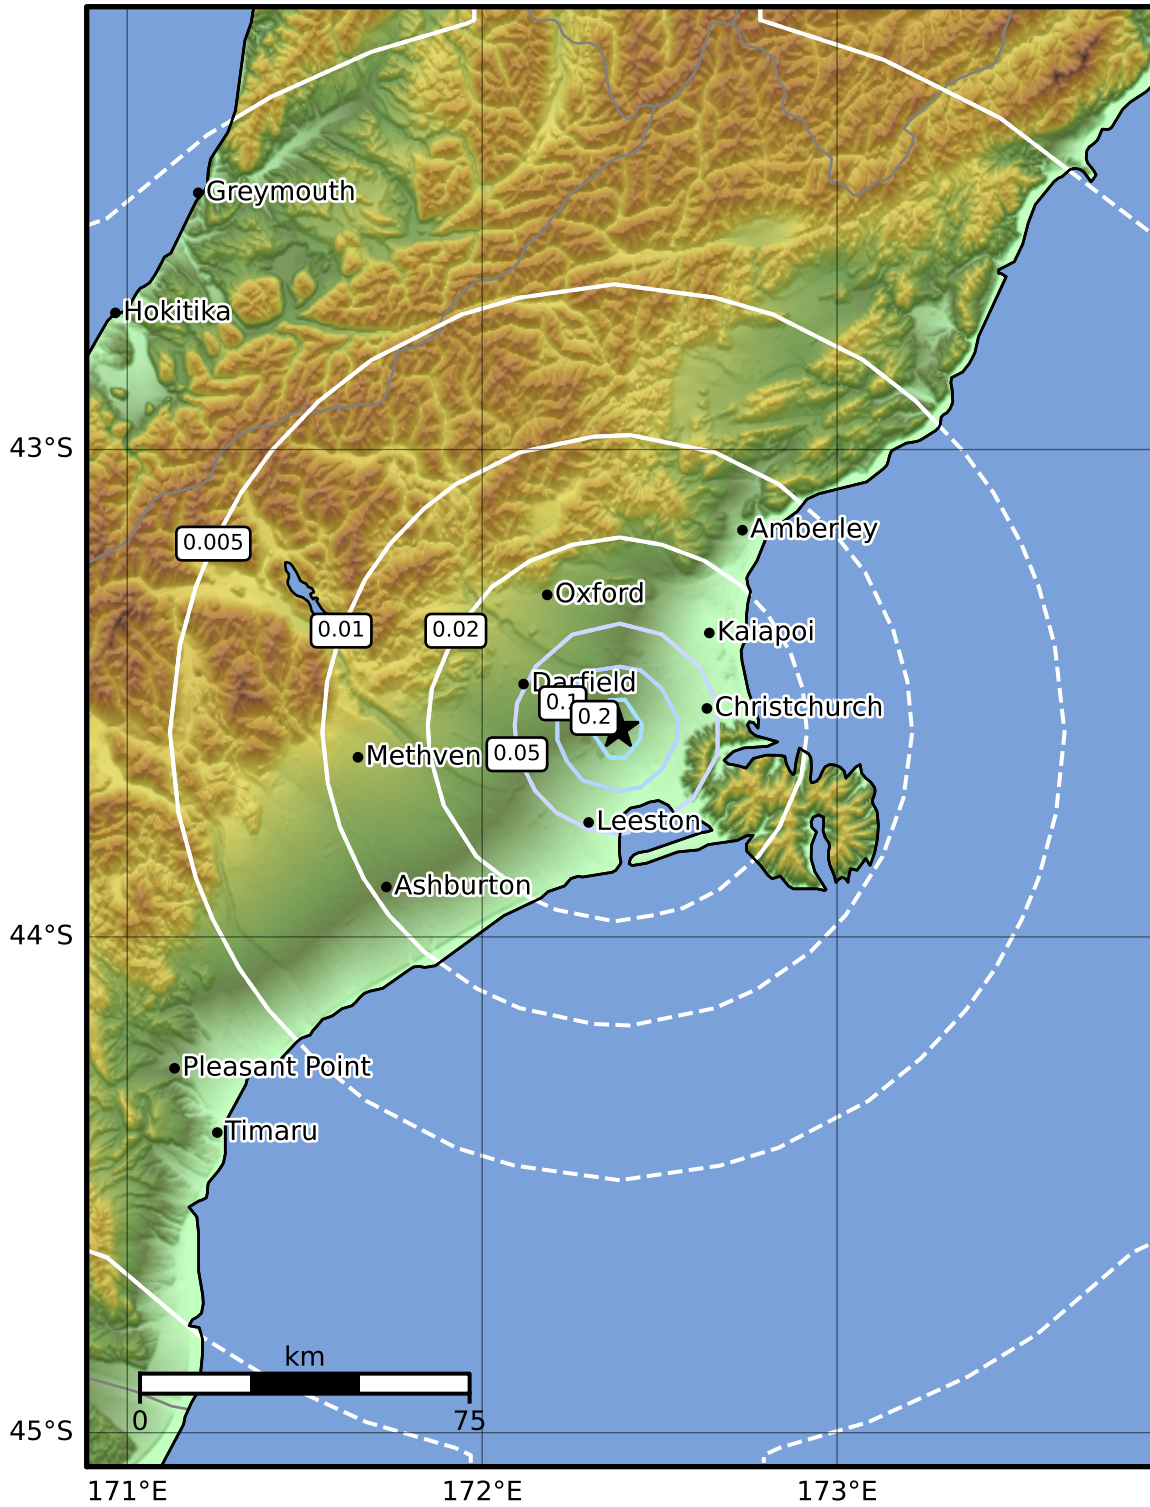 Greymouth
Hokitika
43°S
Amberley
0.005
Oxford
0.01
0.02
Kaiapoi
Darfield
0.1
0.2
Christchurch
Methven
0.05
Leeston
Ashburton
44°S
Pleasant Point
Timaru
km
0
75
45°S
171°E
172°E
173°E